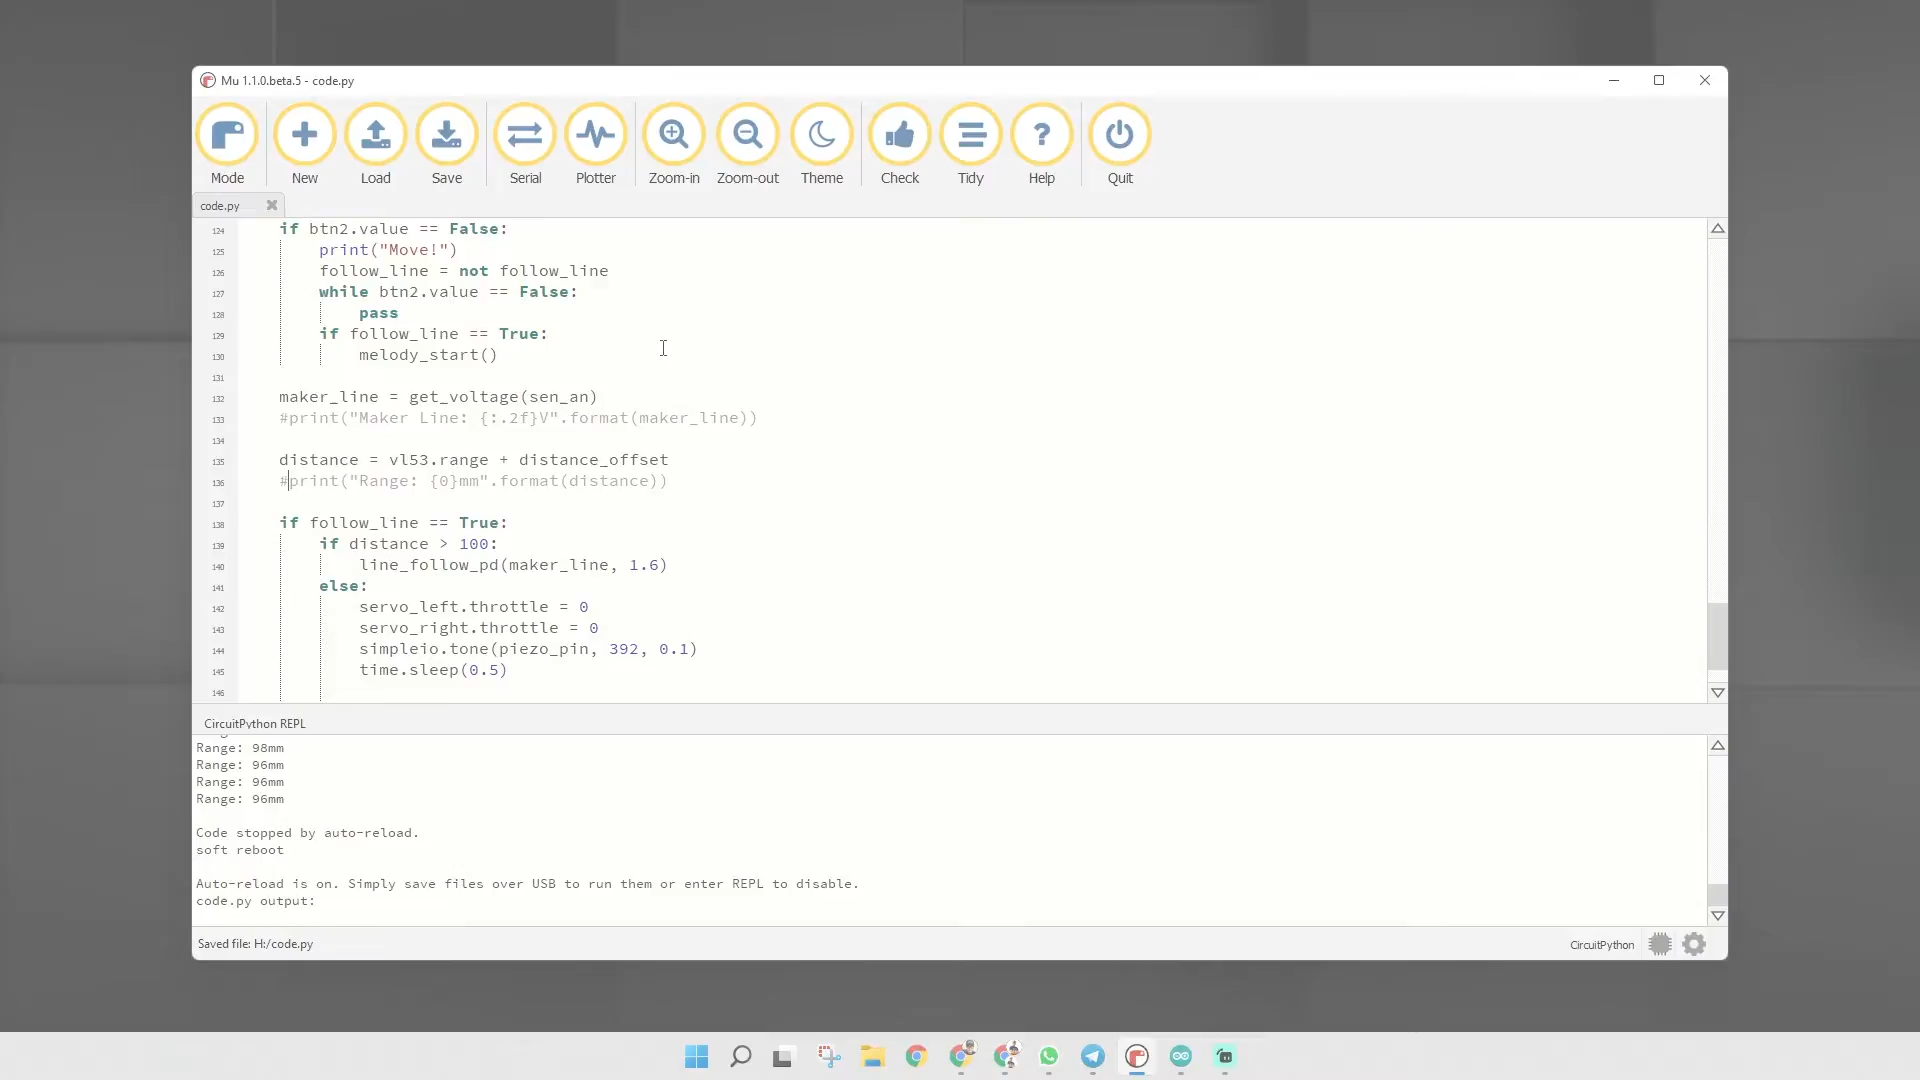 Mu 1.1.0.beta.5 - code.py
Mode
New
Load
Save
Serial
Plotter
Zoom-in
Zoom-out
Theme
Check
Tidy
Help
Quit
code.py
124 if btn2.value == False:
125 print("Move!")
126 follow_line = not follow_line
127 while btn2.value == False:
128 pass
129 if follow_line == True:
130 melody_start()
131
132 maker_line = get_voltage(sen_an)
133 #print("Maker Line: {:.2f}V".format(maker_line))
134
135 distance = vl53.range + distance_offset
136 #print("Range: {0}mm".format(distance))
137
138 if follow_line == True:
139 if distance > 100:
140 line_follow_pd(maker_line, 1.6)
141 else:
142 servo_left.throttle = 0
143 servo_right.throttle = 0
144 simpleio.tone(piezo_pin, 392, 0.1)
145 time.sleep(0.5)
146
CircuitPython REPL
Range: 98mm
Range: 96mm
Range: 96mm
Range: 96mm
Code stopped by auto-reload.
soft reboot
Auto-reload is on. Simply save files over USB to run them or enter REPL to disable.
code.py output:
Saved file: H:/code.py
CircuitPython